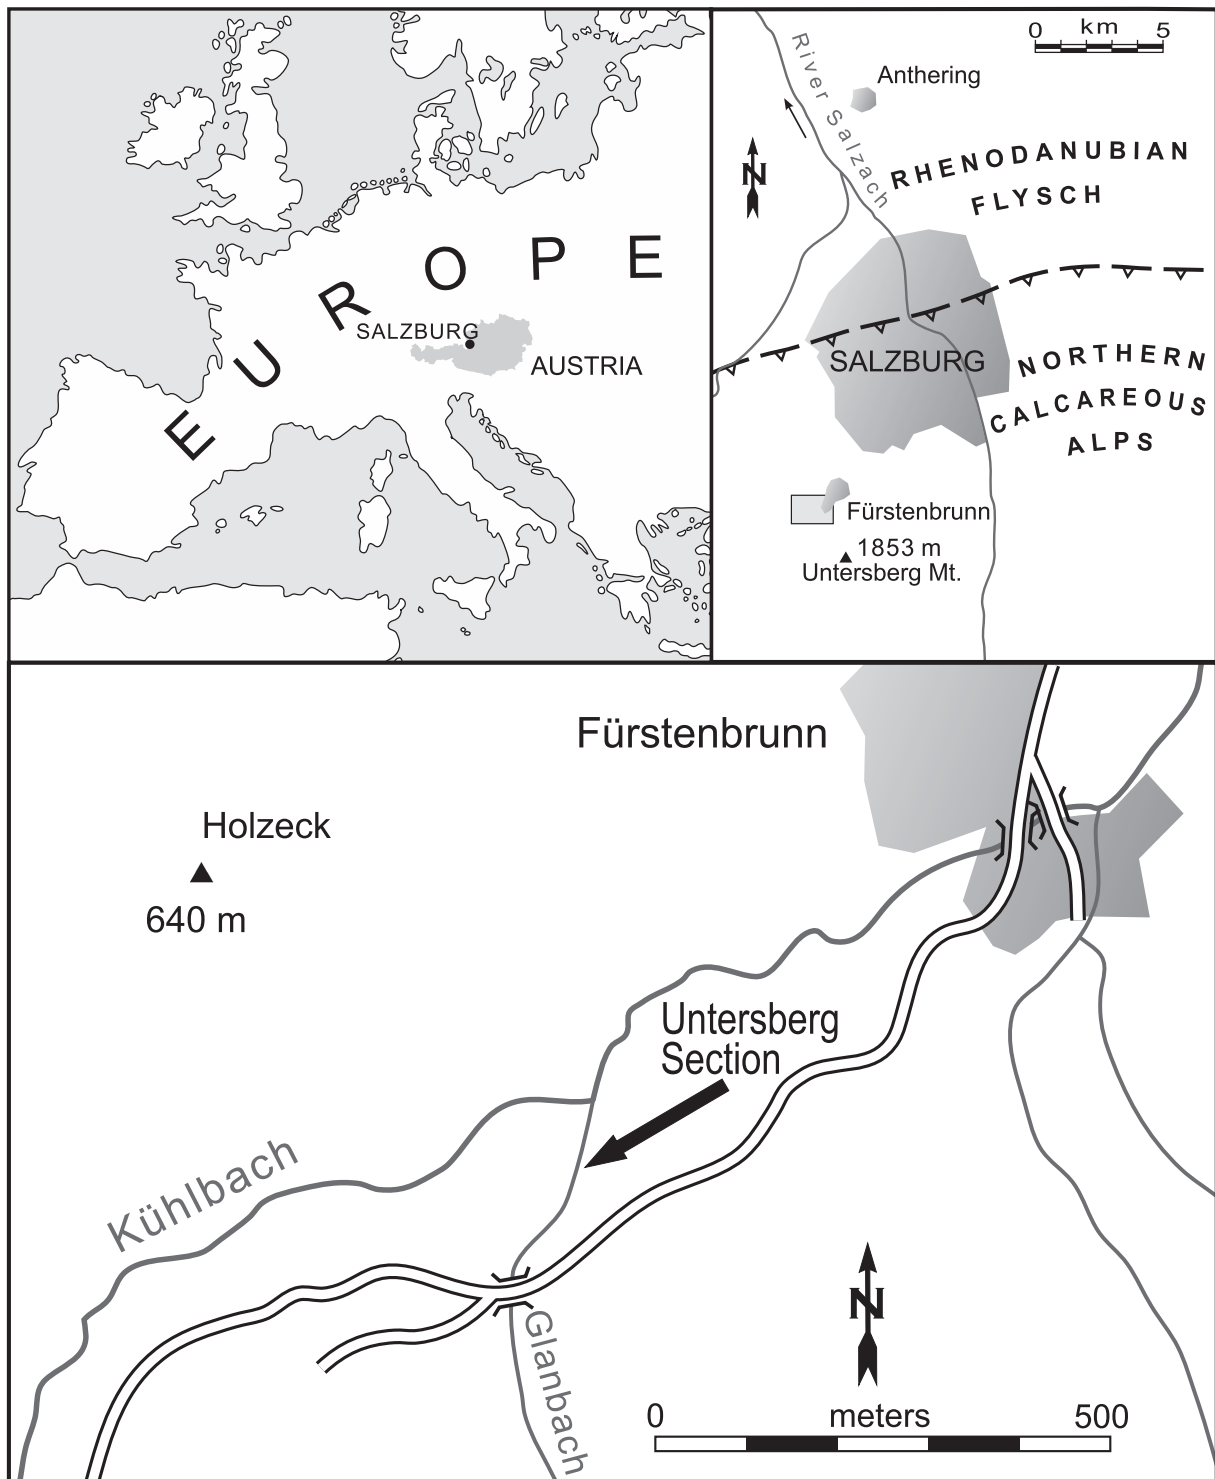 EUROPE
SALZBURG
AUSTRIA
0 km 5
River Salzach
Anthering
N
RHENODANUBIAN
FLYSCH
SALZBURG
NORTHERN
CALCAREOUS
ALPS
Fürstenbrunn
1853 m
Untersberg Mt.
Fürstenbrunn
Holzeck
640 m
Untersberg
Section
Kühlbach
Glanbach
N
0 meters 500